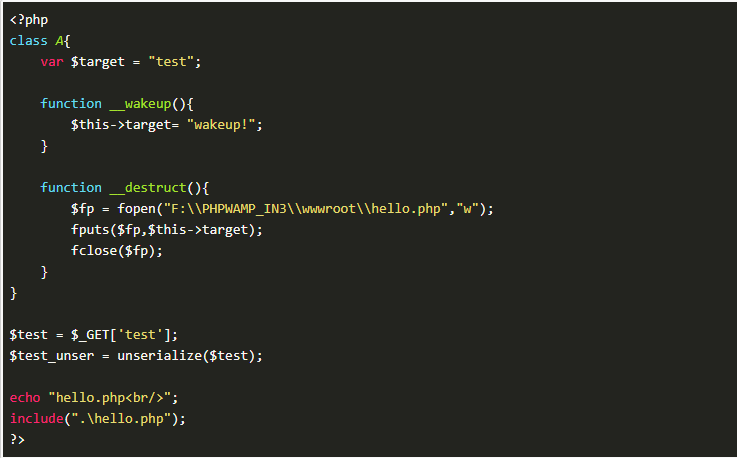 <?php
class A{
    var $target = "test";

    function __wakeup(){
        $this->target= "wakeup!";
    }

    function __destruct(){
        $fp = fopen("F:\\PHPWAMP_IN3\\wwwroot\\hello.php","w");
        fputs($fp,$this->target);
        fclose($fp);
    }
}

$test = $_GET['test'];
$test_unser = unserialize($test);

echo "hello.php<br/>";
include(".\hello.php");
?>